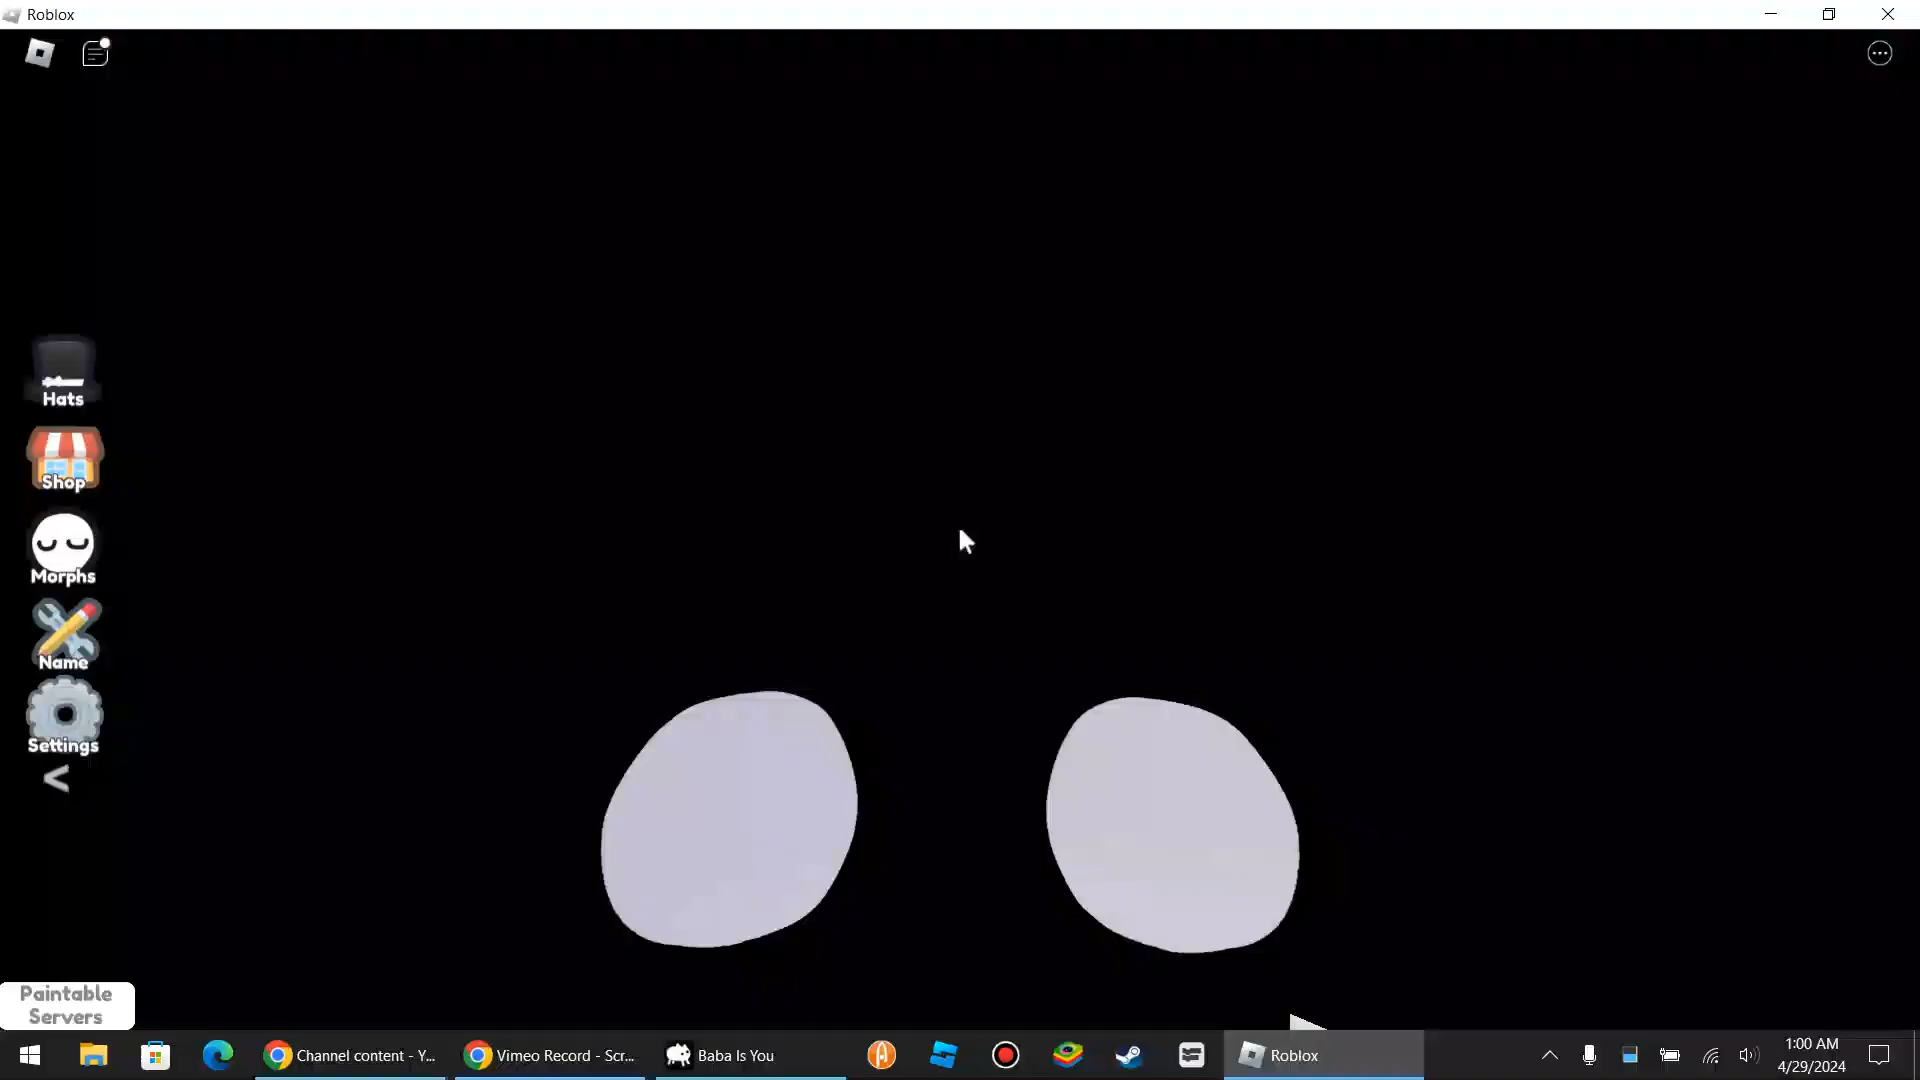 Roblox
Hats
Shop
Morphs
Name
Settings
<
Paintable
Servers
Channel content - Y...
Vimeo Record - Scr...
Baba Is You
Roblox
1:00 AM
4/29/2024